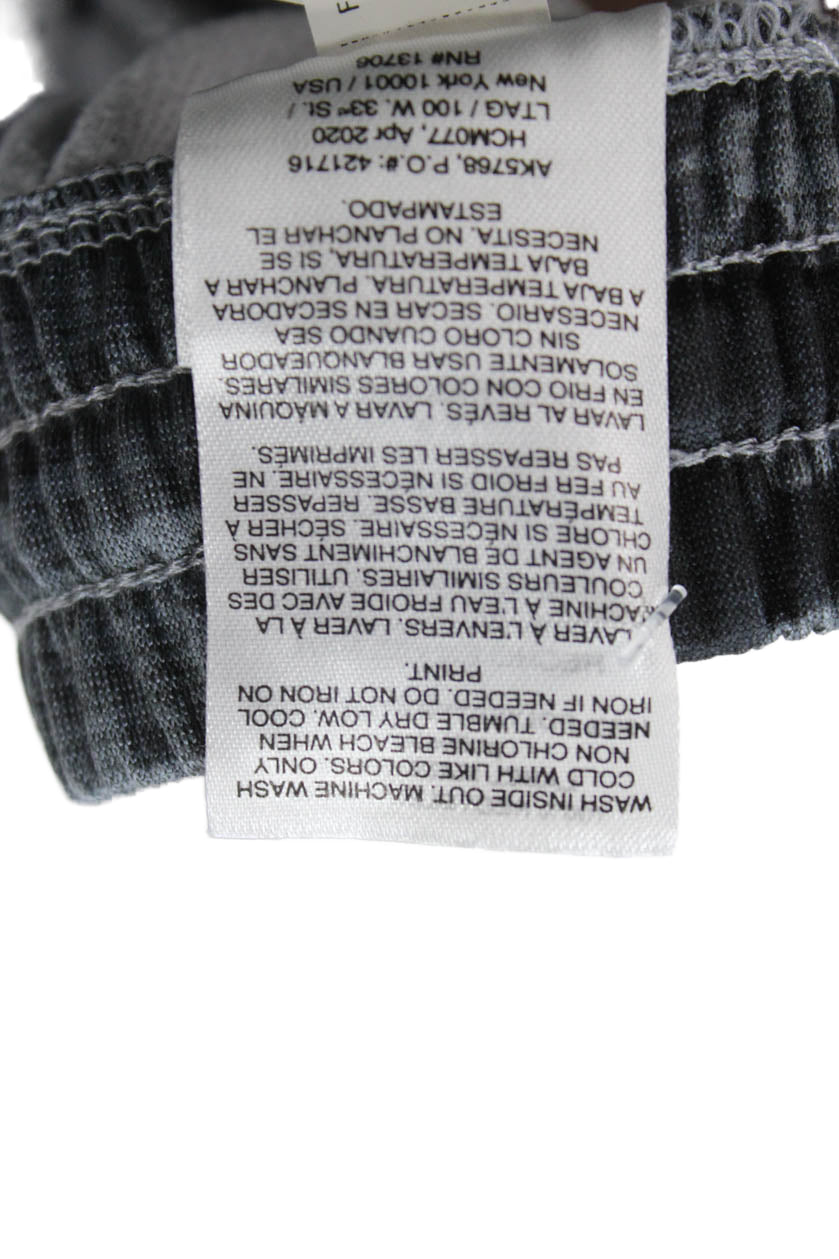 WASH INSIDE OUT. MACHINE WASH
COLD WITH LIKE COLORS. ONLY
NON CHLORINE BLEACH WHEN
NEEDED. TUMBLE DRY LOW. COOL
IRON IF NEEDED. DO NOT IRON ON
PRINT.
LAVER À L'ENVERS. LAVER À LA
MACHINE À L'EAU FROIDE AVEC DES
COULEURS SIMILAIRES. UTILISER
UN AGENT DE BLANCHIMENT SANS
CHLORE SI NÉCESSAIRE. SÉCHER À
TEMPÉRATURE BASSE. REPASSER
AU FER FROID SI NÉCESSAIRE. NE
PAS REPASSER LES IMPRIMÉS.
LAVAR AL REVÉS. LAVAR A MÁQUINA
EN FRIO CON COLORES SIMILARES.
SOLAMENTE USAR BLANQUEADOR
SIN CLORO CUANDO SEA
NECESARIO. SECAR EN SECADORA
A BAJA TEMPERATURA. PLANCHAR A
BAJA TEMPERATURA, SI SE
NECESITA. NO PLANCHAR EL
ESTAMPADO.
AK5768, P.O.#: 421716
HCM077, Apr 2020
LTAG / 100 W. 33rd St. /
New York 10001 / USA
RN# 13706
F